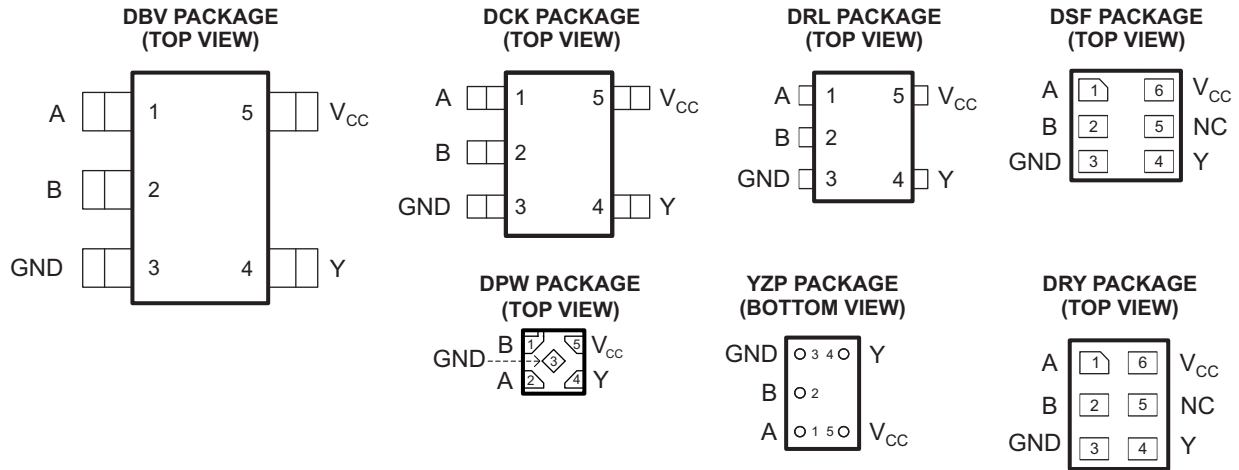 DBV PACKAGE
(TOP VIEW)
A 1 5 VCC
B 2
GND 3 4 Y
DCK PACKAGE
(TOP VIEW)
A 1 5 VCC
B 2
GND 3 4 Y
DRL PACKAGE
(TOP VIEW)
A 1 5 VCC
B 2
GND 3 4 Y
DSF PACKAGE
(TOP VIEW)
A 1 6 VCC
B 2 5 NC
GND 3 4 Y
DPW PACKAGE
(TOP VIEW)
B 1 5 VCC
GND 3
A 2 4 Y
YZP PACKAGE
(BOTTOM VIEW)
GND 3 4 Y
B 2
A 1 5 VCC
DRY PACKAGE
(TOP VIEW)
A 1 6 VCC
B 2 5 NC
GND 3 4 Y